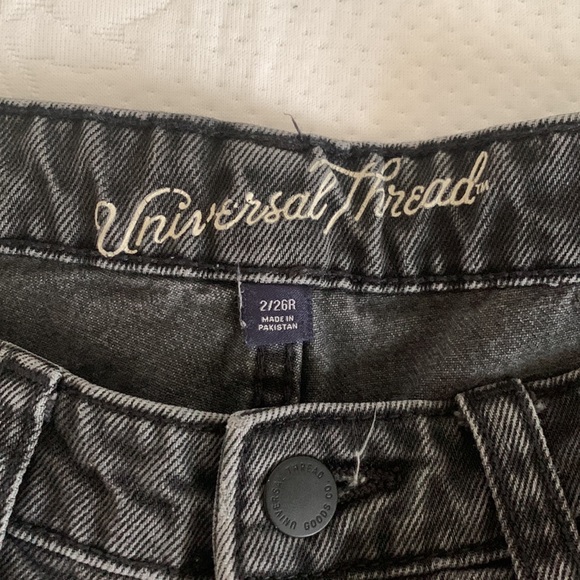 Universal Thread™
2/26R
MADE IN
PAKISTAN
UNIVERSAL THREAD GOODS CO